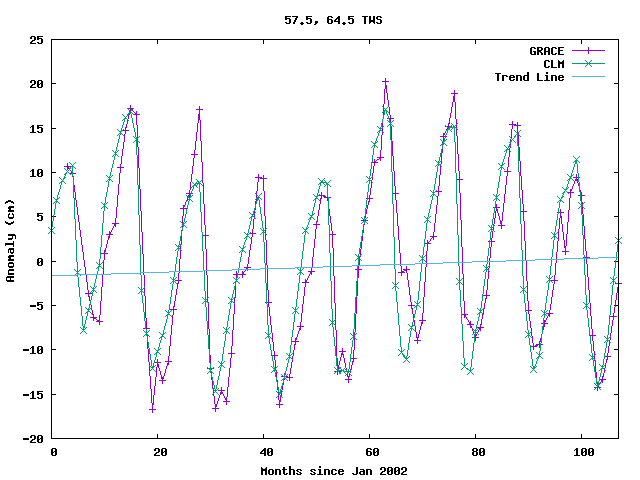 57.5, 64.5 TWS
GRACE
CLM
Trend Line
25
20
15
10
5
0
-5
-10
-15
-20
Anomaly (cm)
0 20 40 60 80 100
Months since Jan 2002